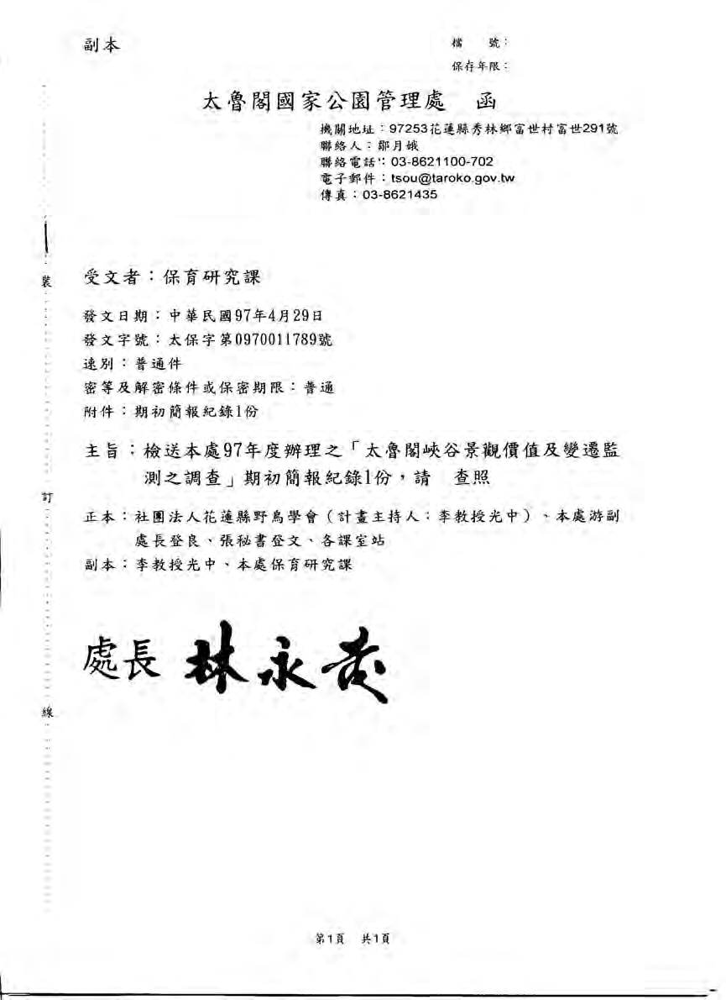 副本
檔　　號：
保存年限：
太魯閣國家公園管理處　函
機關地址：97253花蓮縣秀林鄉富世村富世291號
聯絡人：鄒月娥
聯絡電話：03-8621100-702
電子郵件：tsou@taroko.gov.tw
傳真：03-8621435
裝
受文者：保育研究課
發文日期：中華民國97年4月29日
發文字號：太保字第0970011789號
速別：普通件
密等及解密條件或保密期限：普通
附件：期初簡報紀錄1份
主旨：檢送本處97年度辦理之「太魯閣峽谷景觀價值及變遷監
測之調查」期初簡報紀錄1份，請　查照
訂
正本：社團法人花蓮縣野鳥學會（計畫主持人：李教授光中）、本處游副
處長登良、張秘書登文、各課室站
副本：李教授光中、本處保育研究課
處長 林永發
線
第1頁　共1頁